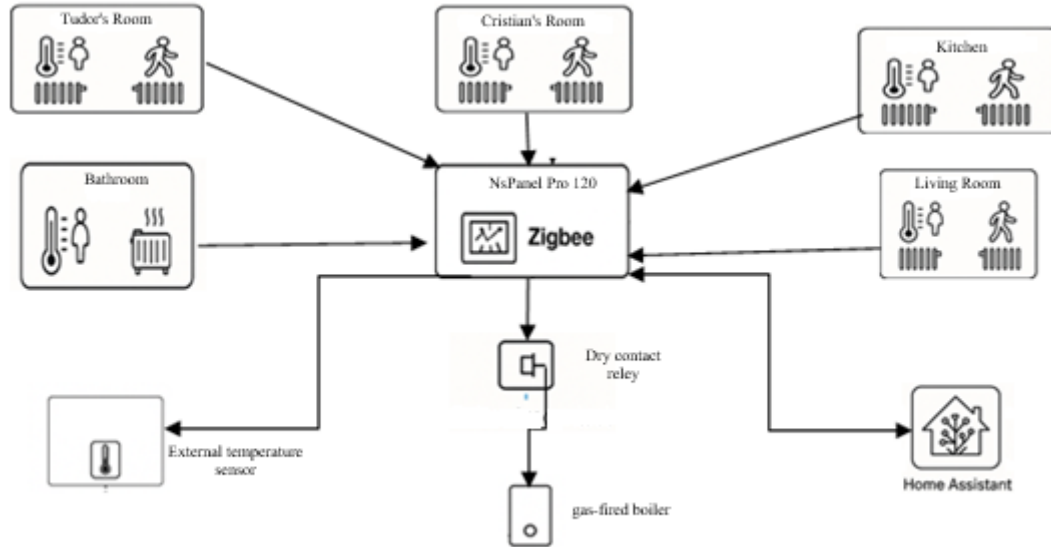 Tudor's Room
Cristian's Room
Kitchen
Bathroom
NsPanel Pro 120
Living Room
Zigbee
Dry contact
reley
External temperature
sensor
gas-fired boiler
Home Assistant